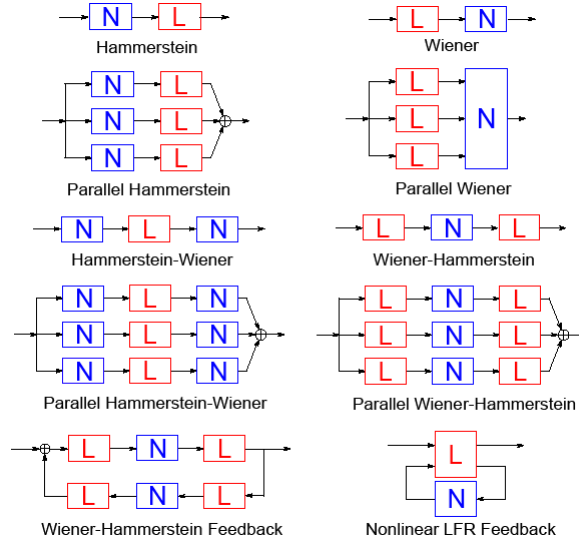 N L L N
Hammerstein Wiener
N L L
N L L N
N L L
Parallel Hammerstein Parallel Wiener
N L N L N L
Hammerstein-Wiener Wiener-Hammerstein
N L N L N L
N L N L N L
N L N L N L
Parallel Hammerstein-Wiener Parallel Wiener-Hammerstein
L N L L
L N L N
Wiener-Hammerstein Feedback Nonlinear LFR Feedback